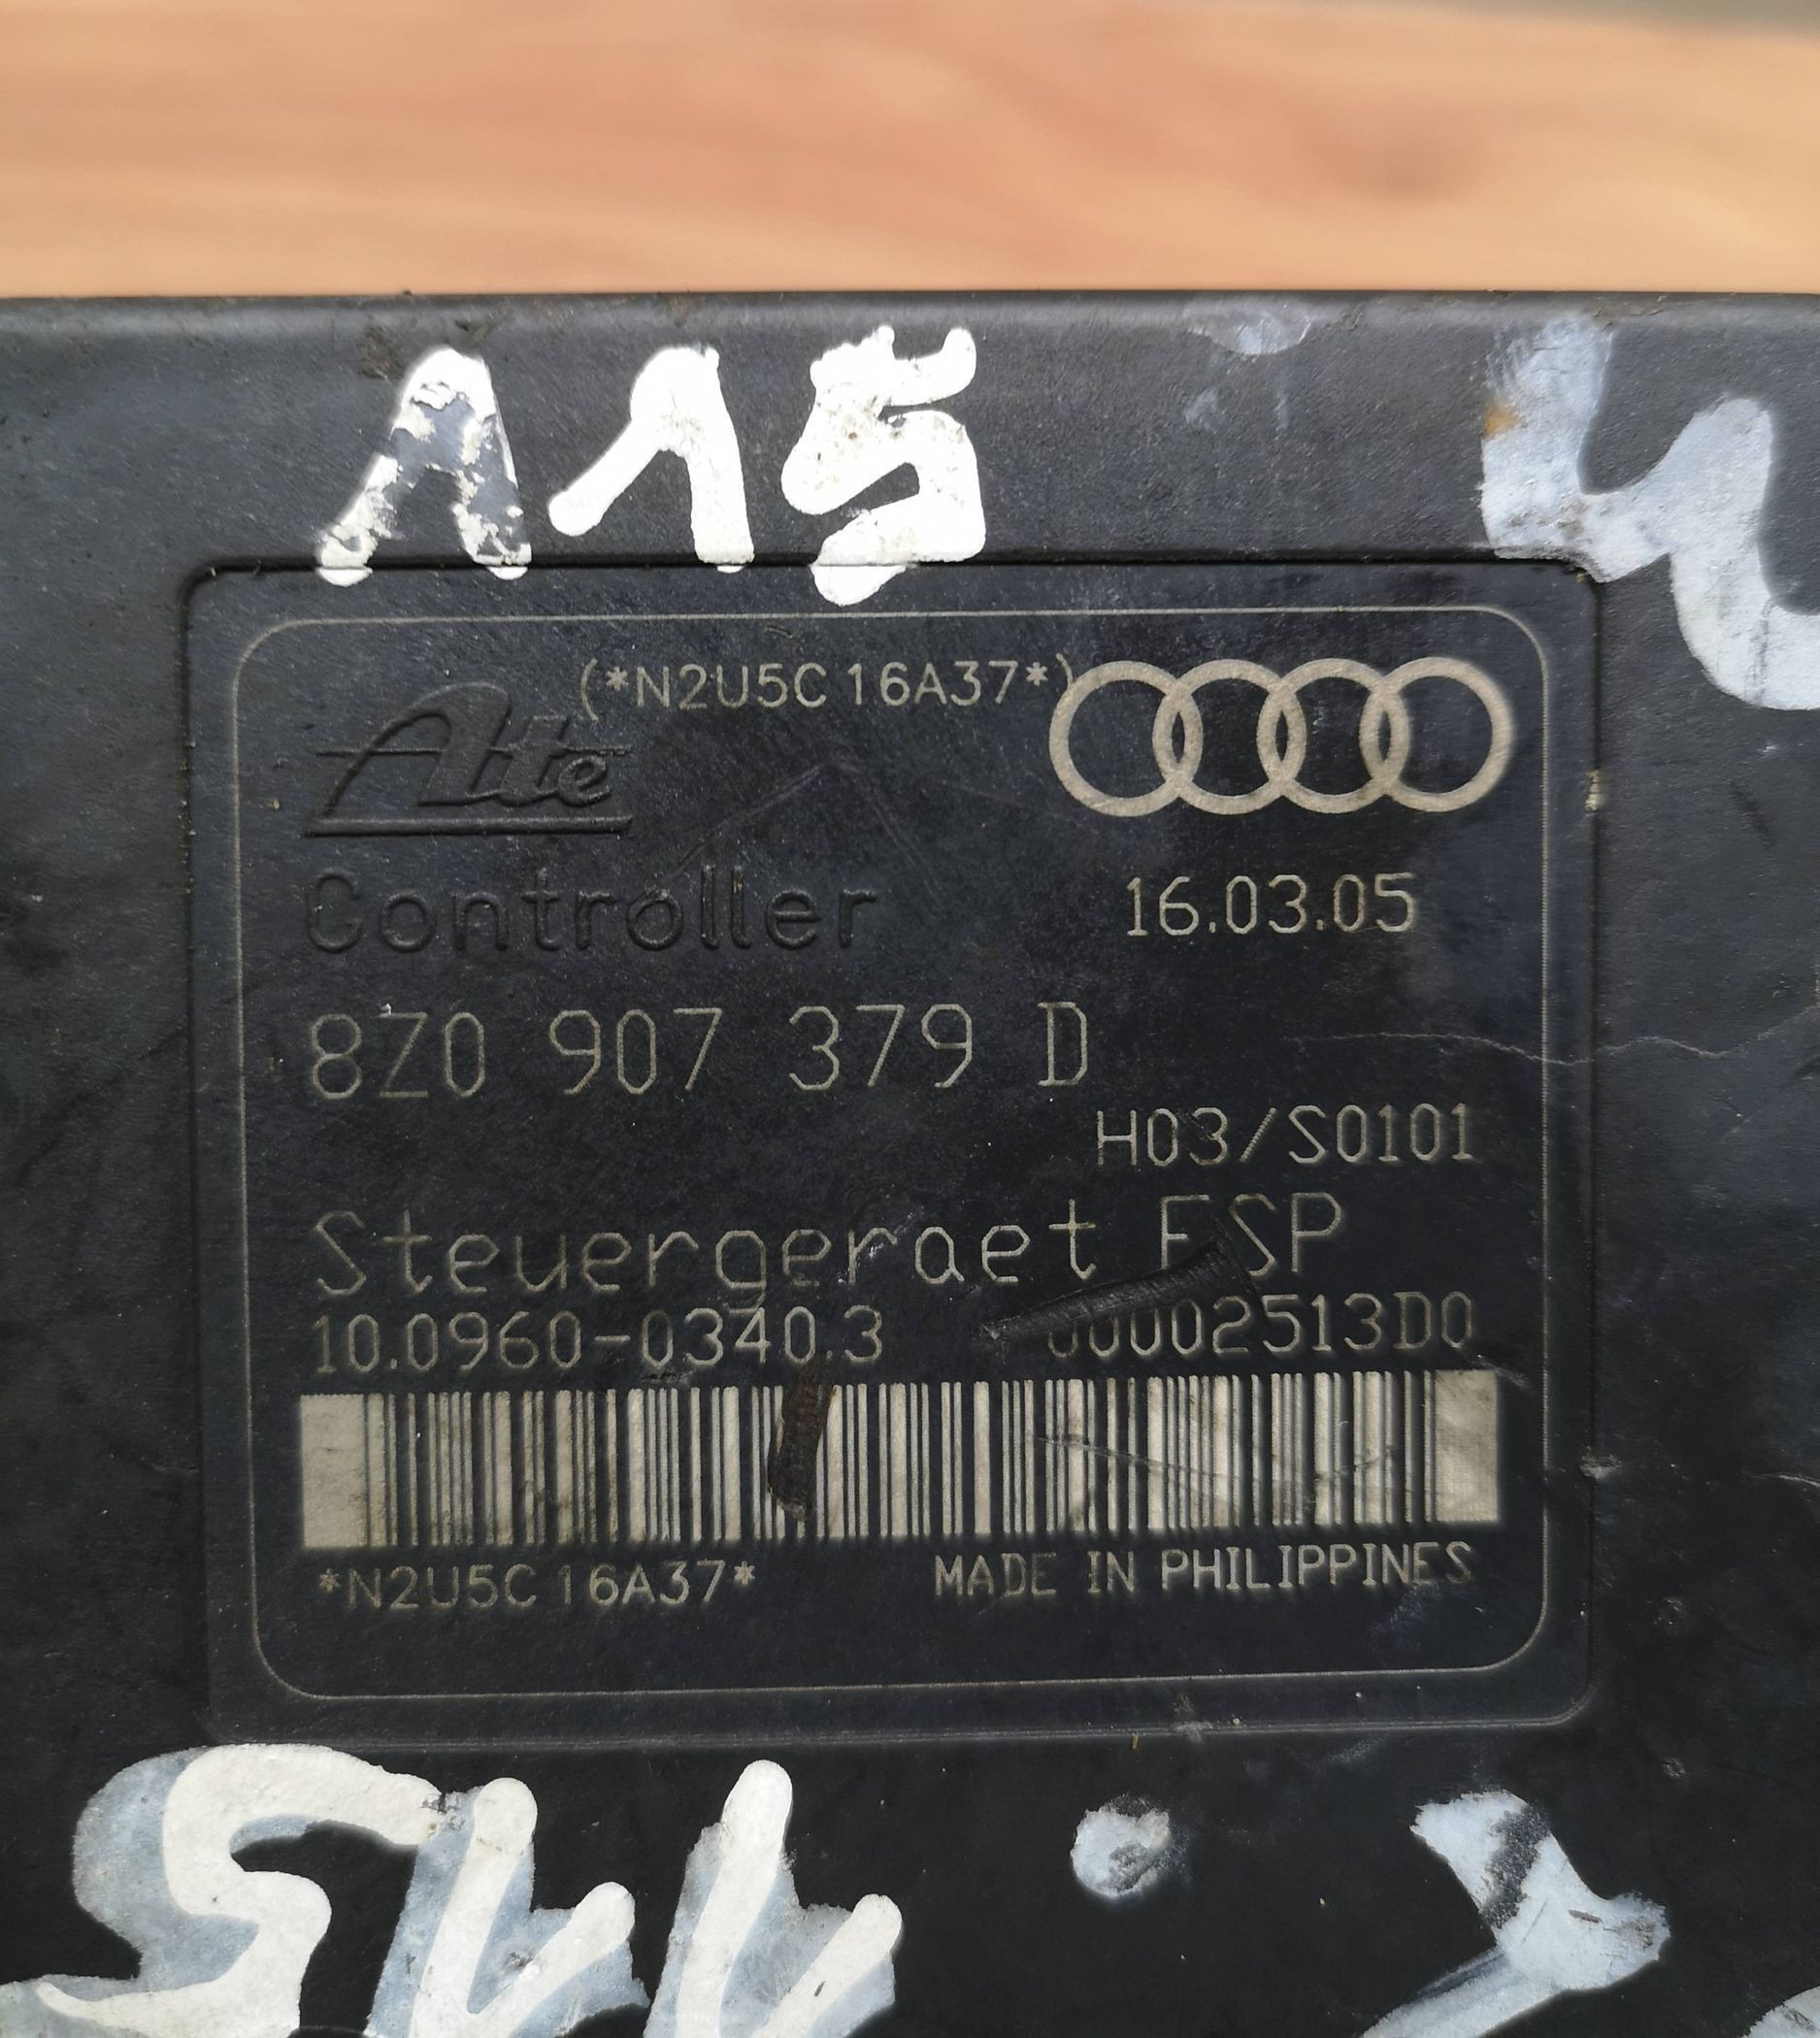 115
(*N2U5C16A37*)
Ate
Controller
16.03.05
8Z0 907 379 D
H03/S0101
Steuergeraet ESP
10.0960-0340.3 00002513D0
*N2U5C16A37* MADE IN PHILIPPINES